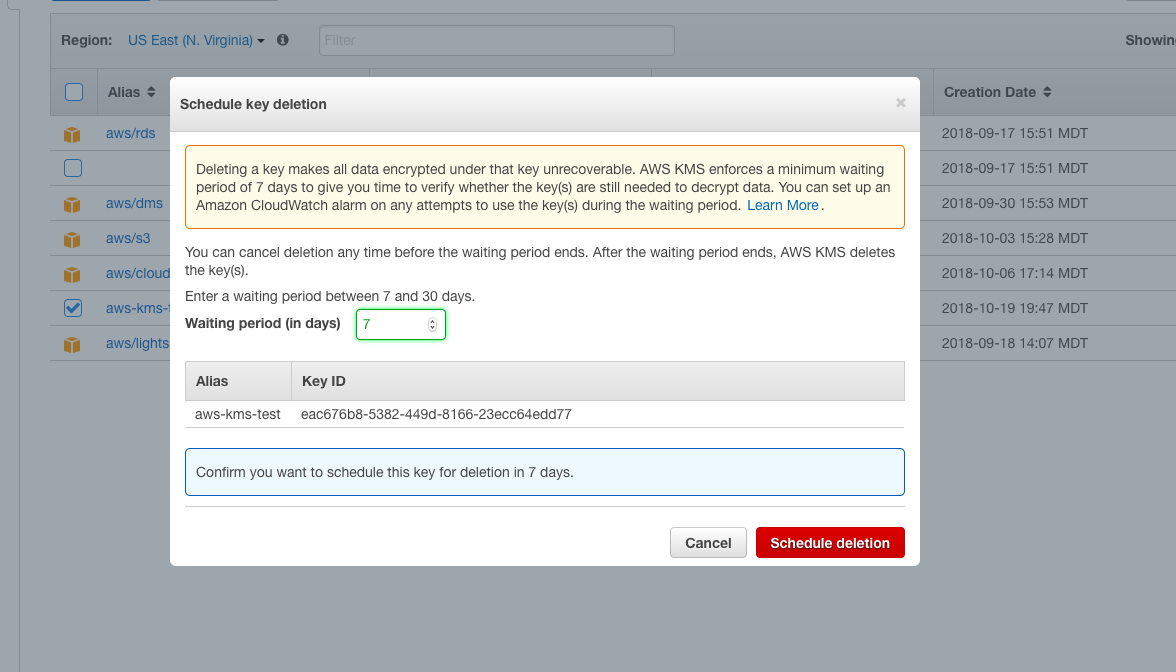 Region: US East (N. Virginia) Filter Showing
Alias Creation Date
Schedule key deletion
aws/rds 2018-09-17 15:51 MDT
2018-09-17 15:51 MDT
aws/dms 2018-09-30 15:53 MDT
aws/s3 2018-10-03 15:28 MDT
aws/cloud 2018-10-06 17:14 MDT
aws-kms-t 2018-10-19 19:47 MDT
aws/lights 2018-09-18 14:07 MDT
Deleting a key makes all data encrypted under that key unrecoverable. AWS KMS enforces a minimum waiting
period of 7 days to give you time to verify whether the key(s) are still needed to decrypt data. You can set up an
Amazon CloudWatch alarm on any attempts to use the key(s) during the waiting period. Learn More.
You can cancel deletion any time before the waiting period ends. After the waiting period ends, AWS KMS deletes
the key(s).
Enter a waiting period between 7 and 30 days.
Waiting period (in days) 7
Alias Key ID
aws-kms-test eac676b8-5382-449d-8166-23ecc64edd77
Confirm you want to schedule this key for deletion in 7 days.
Cancel Schedule deletion